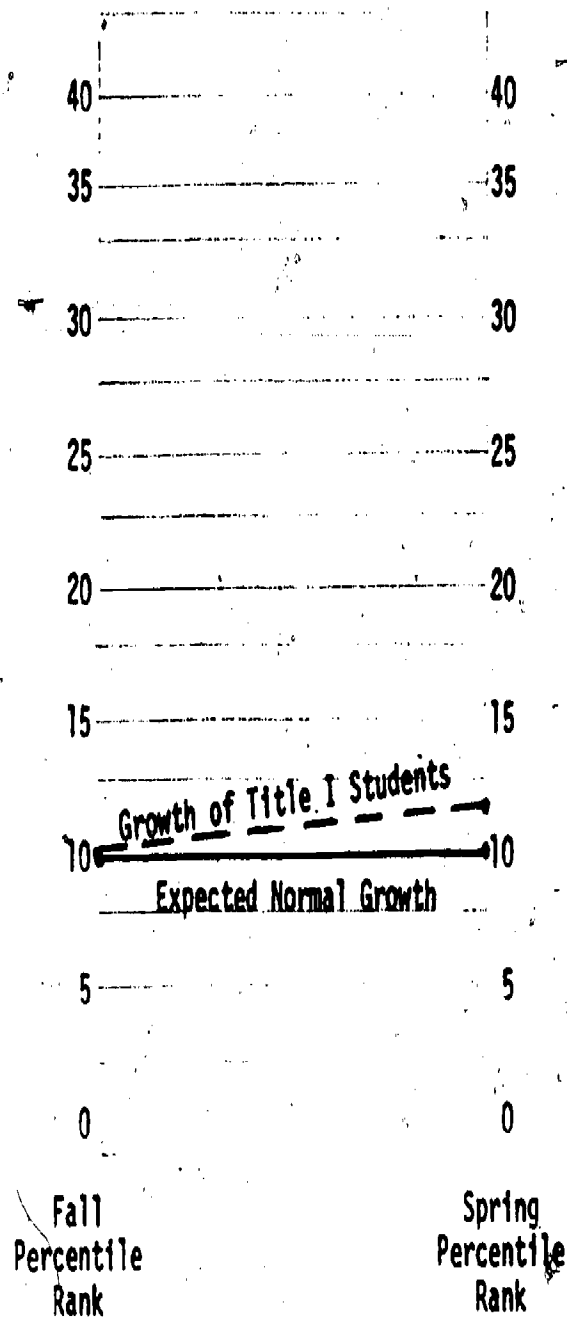 40 40
35 35
30 30
25 25
20 20
15 15
Growth of Title I Students
10 10
Expected Normal Growth
5 5
0 0
Fall Percentile Rank
Spring Percentile Rank